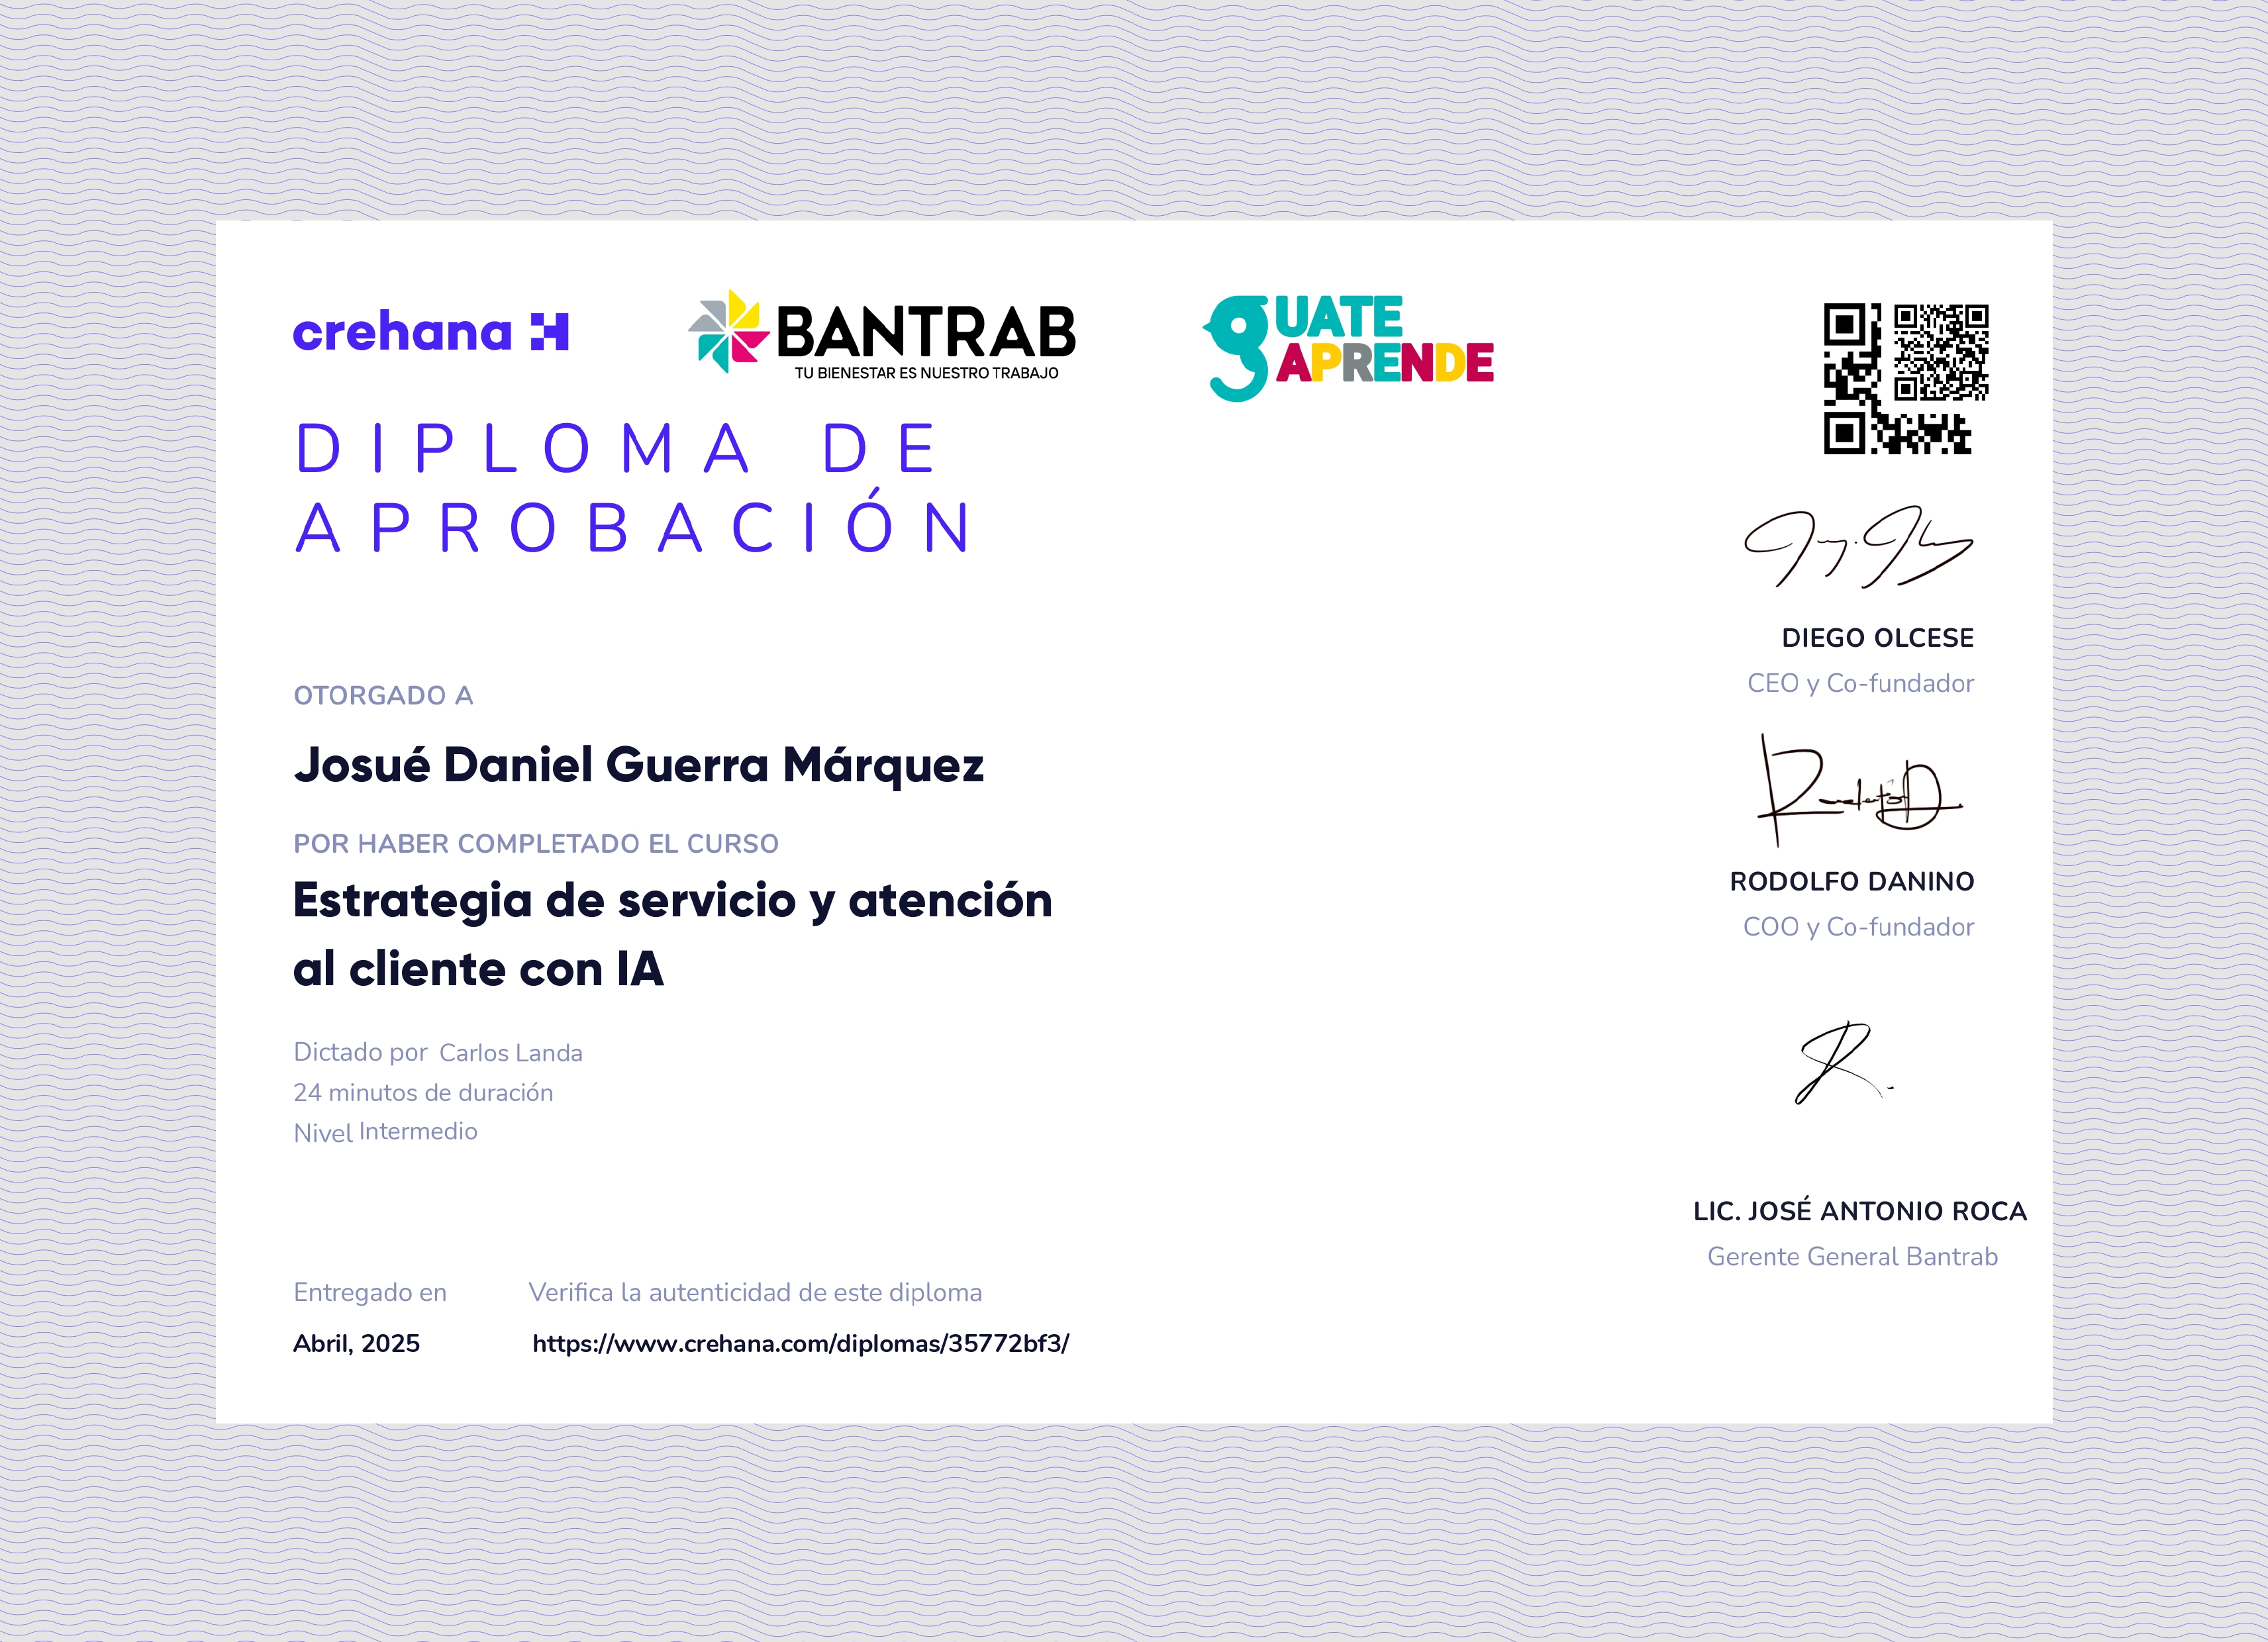 crehana
BANTRAB
TU BIENESTAR ES NUESTRO TRABAJO
guATE
APRENDE
DIPLOMA DE
APROBACIÓN
OTORGADO A
Josué Daniel Guerra Márquez
POR HABER COMPLETADO EL CURSO
Estrategia de servicio y atención
al cliente con IA
Dictado por Carlos Landa
24 minutos de duración
Nivel Intermedio
Entregado en
Abril, 2025
Verifica la autenticidad de este diploma
https://www.crehana.com/diplomas/35772bf3/
DIEGO OLCESE
CEO y Co-fundador
RODOLFO DANINO
COO y Co-fundador
LIC. JOSÉ ANTONIO ROCA
Gerente General Bantrab